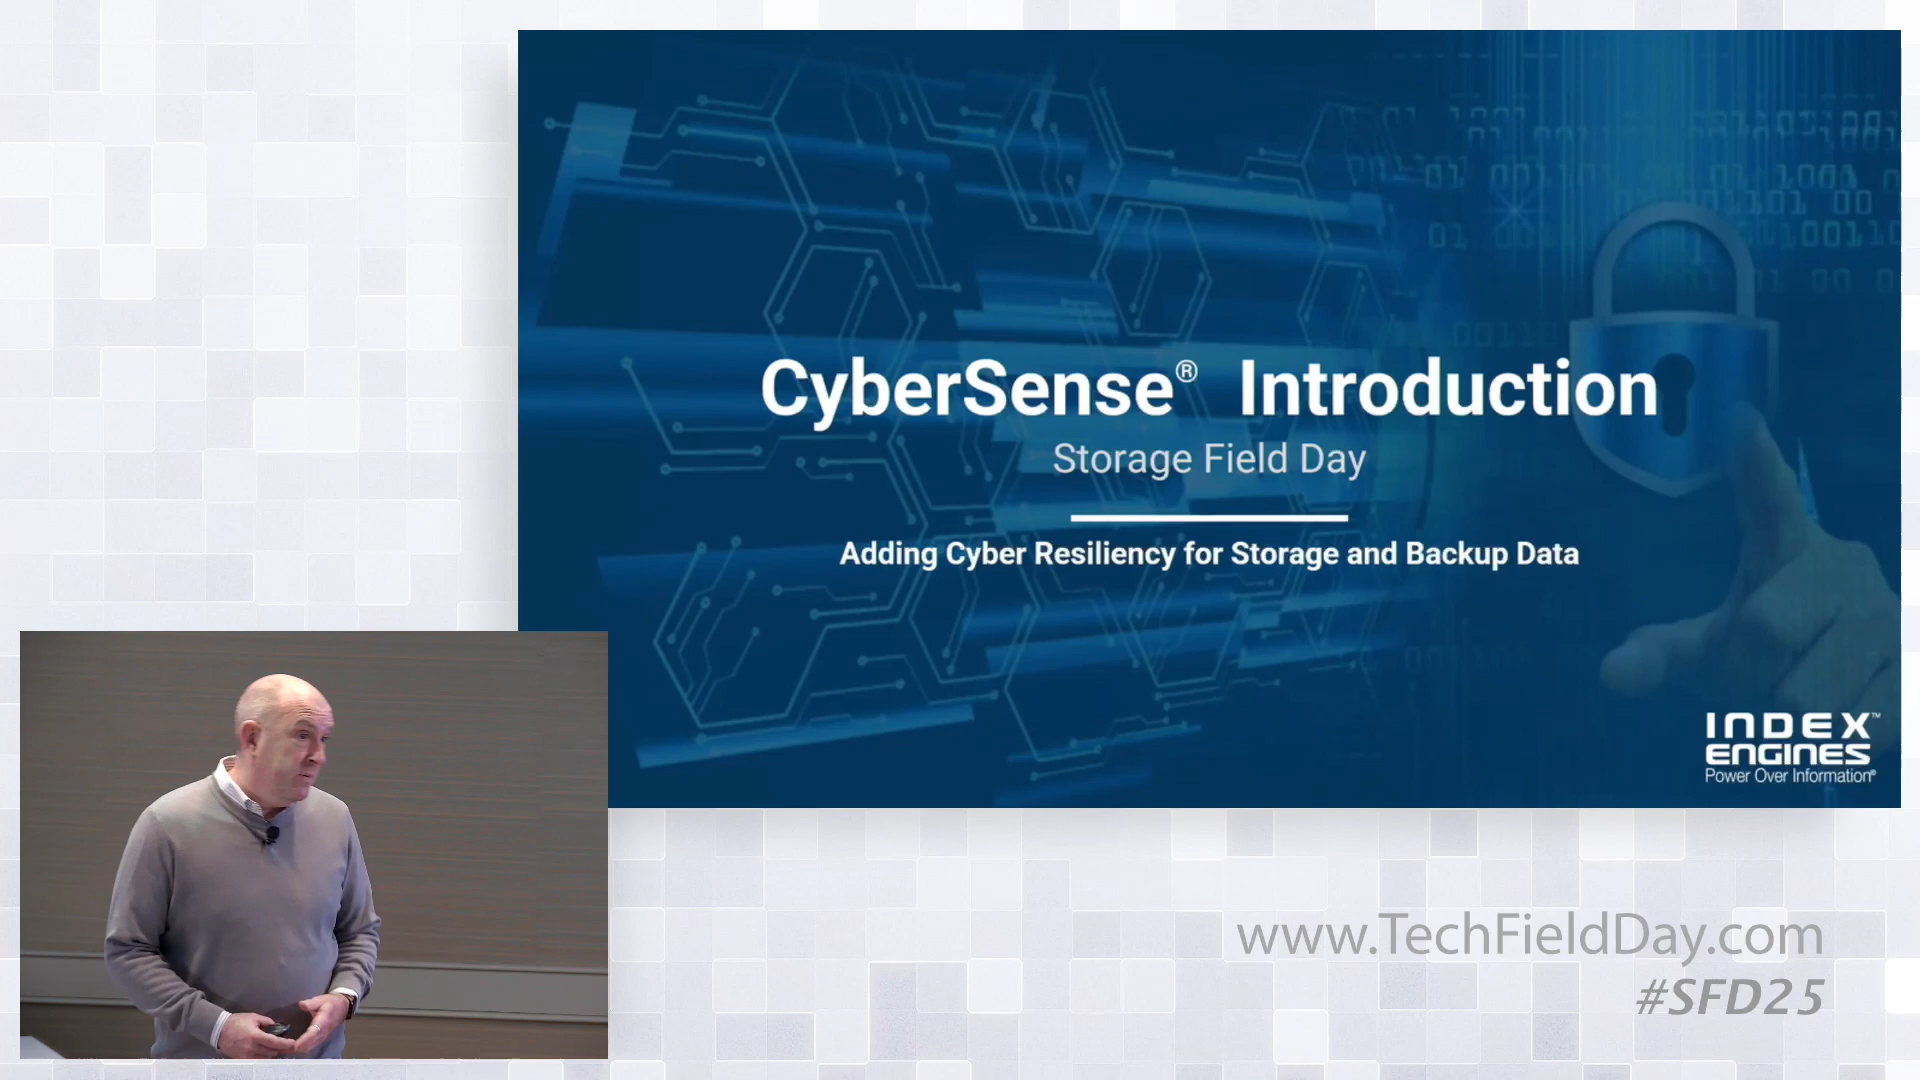 CyberSense® Introduction
Storage Field Day
Adding Cyber Resiliency for Storage and Backup Data
INDEX™
ENGINES
Power Over Information®
www.TechFieldDay.com
#SFD25